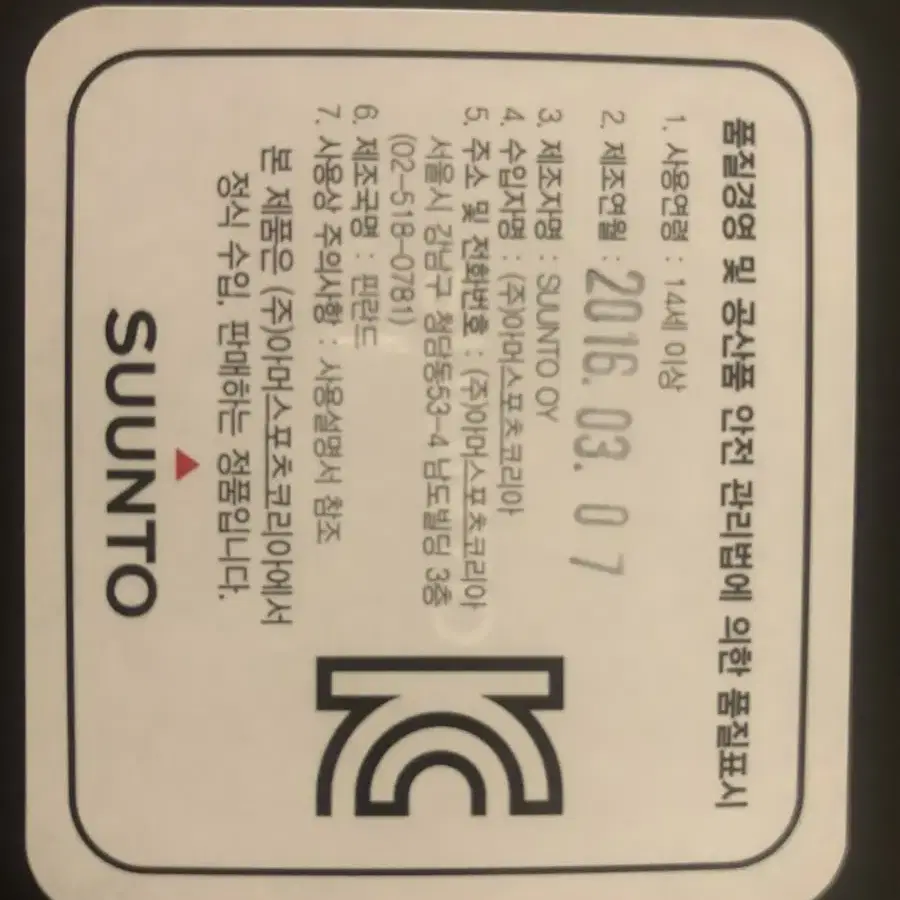 품질경영 및 공산품 안전 관리법에 의한 품질표시
1. 사용연령 : 14세 이상
2. 제조연월 : 2016. 03. 07
3. 제조자명 : SUUNTO OY
4. 수입자명 : (주)아머스포츠코리아
5. 주소 및 전화번호 : (주)아머스포츠코리아
서울시 강남구 청담동53-4 남도빌딩 3층
(02-518-0781)
6. 제조국명 : 핀란드
7. 사용상 주의사항 : 사용설명서 참조
본 제품은 (주)아머스포츠코리아에서
정식 수입, 판매하는 정품입니다.
SUUNTO